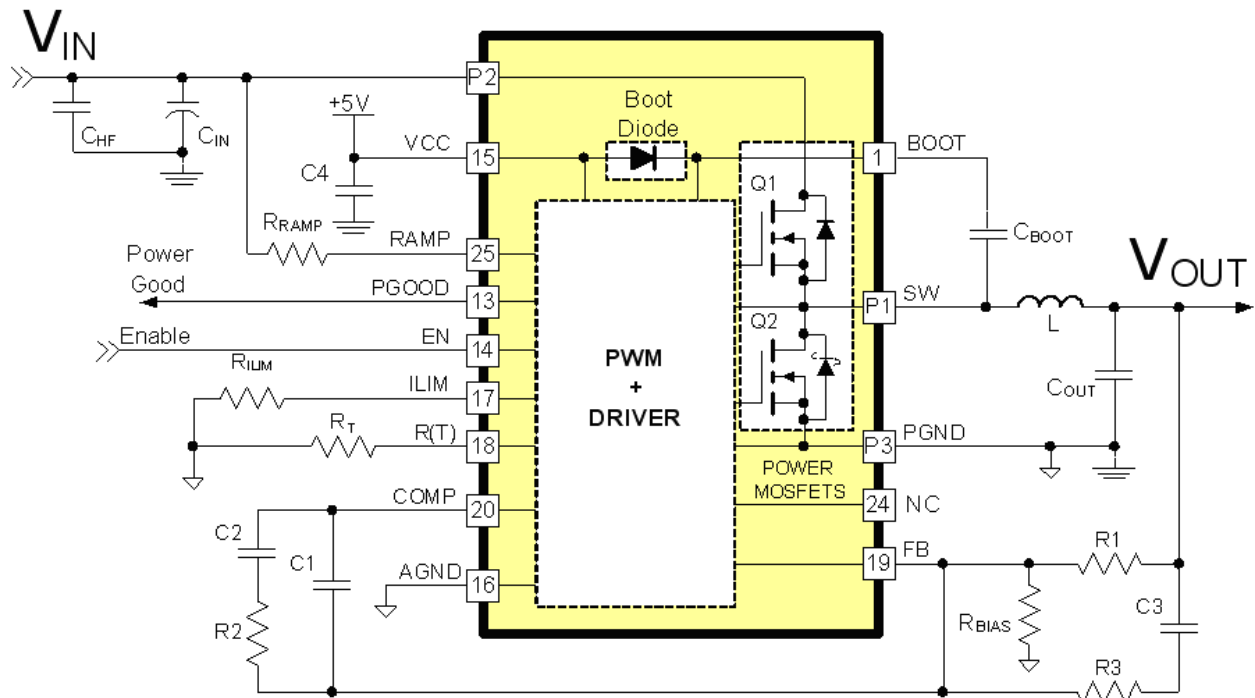 VIN
P2
CHF
CIN
+5V
Boot
Diode
VCC
15
1
BOOT
C4
Q1
RRAMP
CBOOT
RAMP
25
Power
Good
PGOOD
13
P1
SW
VOUT
L
Enable
EN
14
Q2
PWM
+
DRIVER
RILIM
ILIM
17
COUT
RT
R(T)
18
P3
PGND
POWER
MOSFETS
COMP
20
24
NC
C2
C1
R1
19
FB
AGND
16
C3
R2
RBIAS
R3